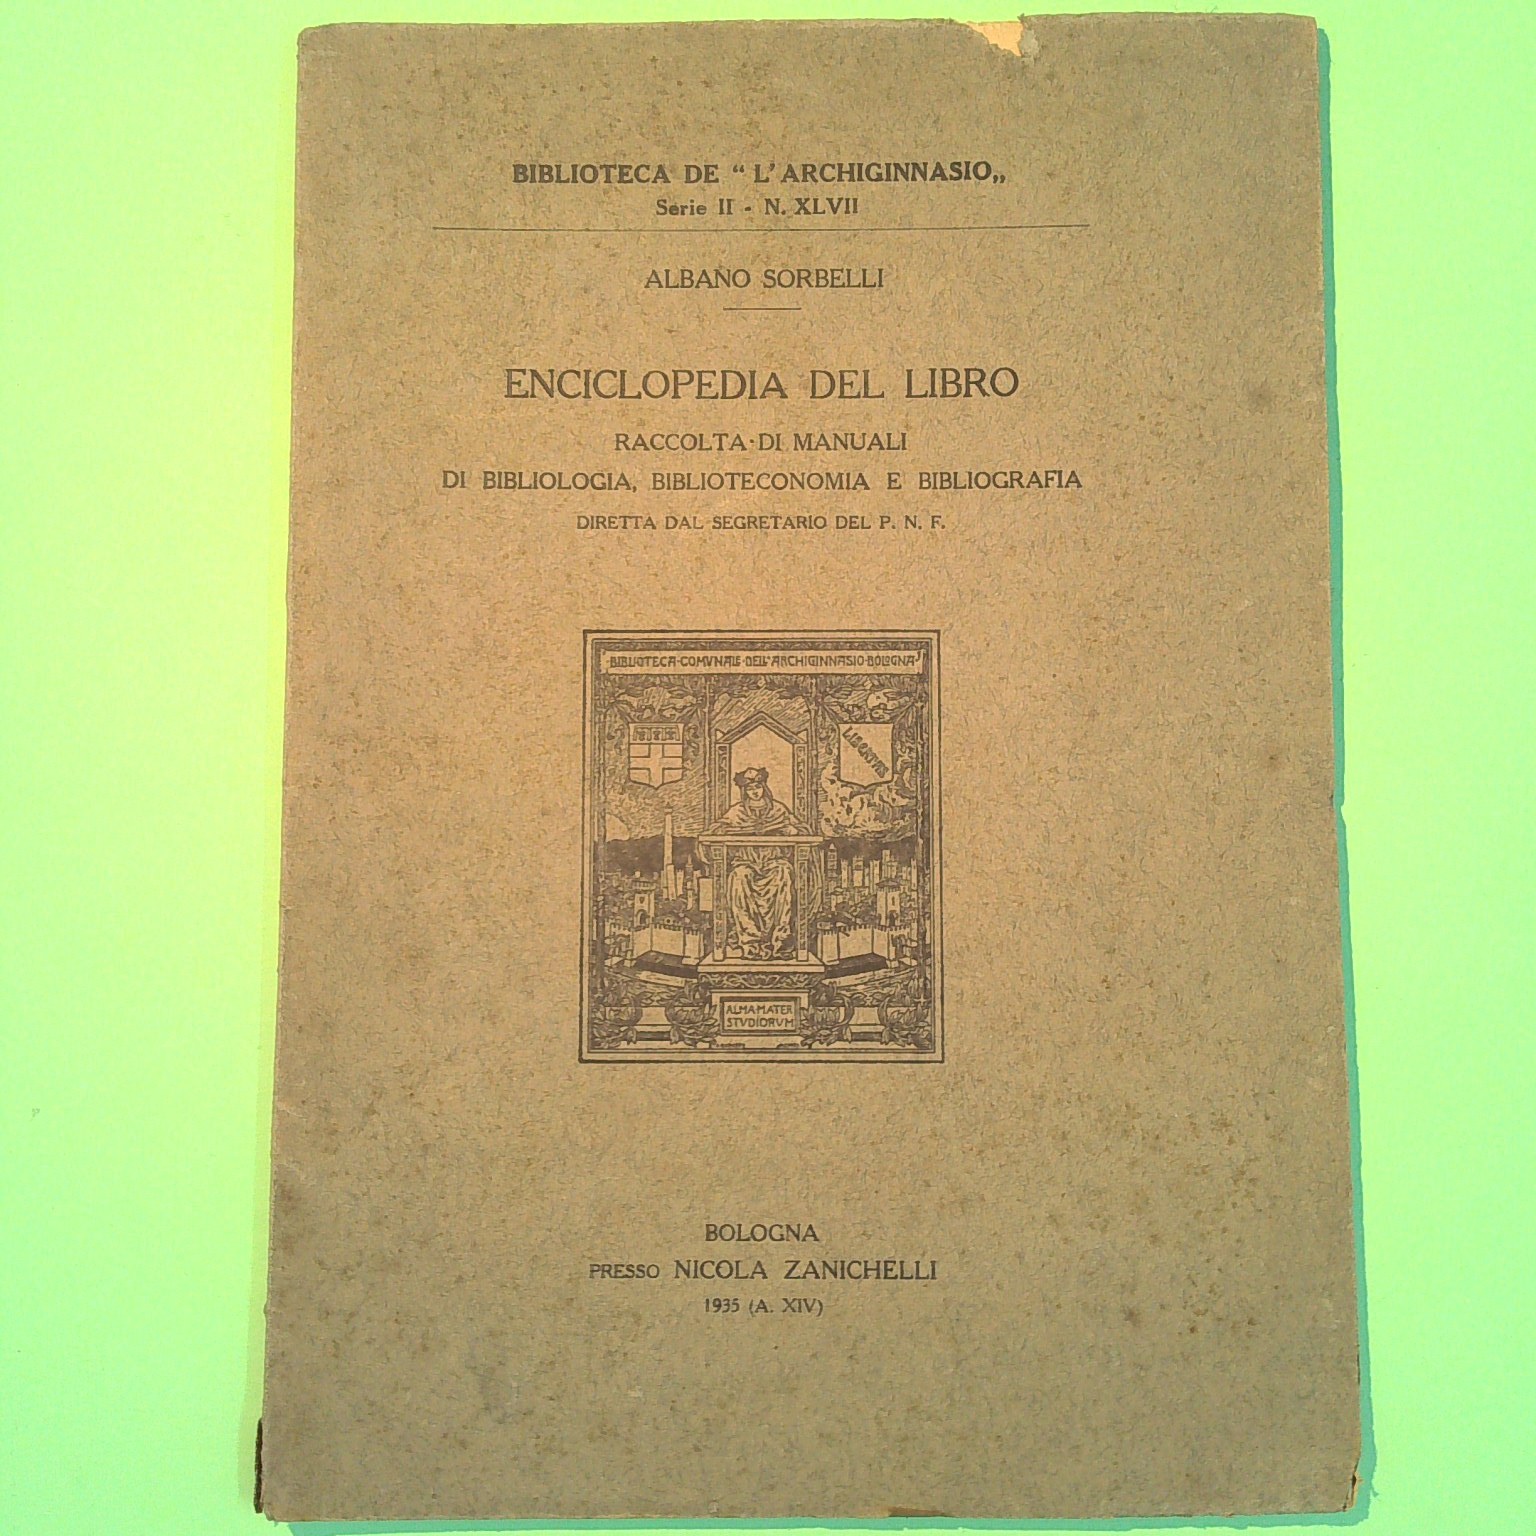 BIBLIOTECA DE “ L'ARCHIGINNASIO„
Serie II - N. XLVII
ALBANO SORBELLI
ENCICLOPEDIA DEL LIBRO
RACCOLTA DI MANUALI
DI BIBLIOLOGIA, BIBLIOTECONOMIA E BIBLIOGRAFIA
DIRETTA DAL SEGRETARIO DEL P. N. F.
BIBLIOTECA·COMVNALE·DELL'ARCHIGINNASIO·BOLOGNA
LIBERTAS
ALMA MATER
STVDIORVM
BOLOGNA
PRESSO NICOLA ZANICHELLI
1935 (A. XIV)